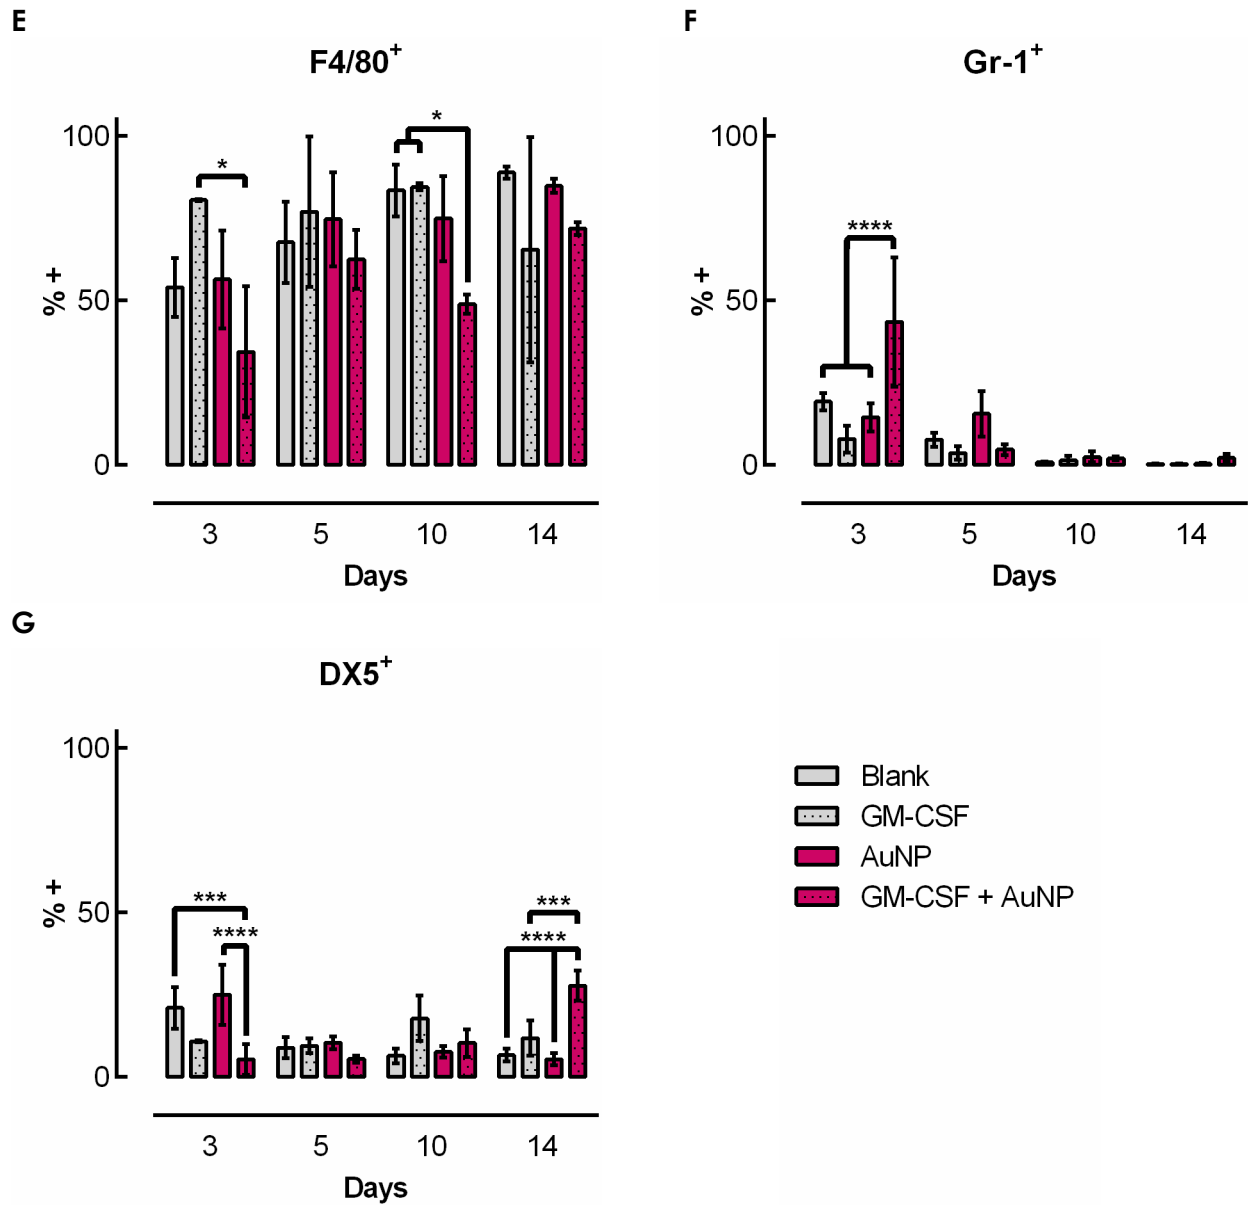 E
F4/80+
100
50
0
% +
*
*
3 5 10 14
Days
F
Gr-1+
100
50
0
% +
****
3 5 10 14
Days
G
DX5+
100
50
0
% +
***
****
***
****
3 5 10 14
Days
Blank
GM-CSF
AuNP
GM-CSF + AuNP